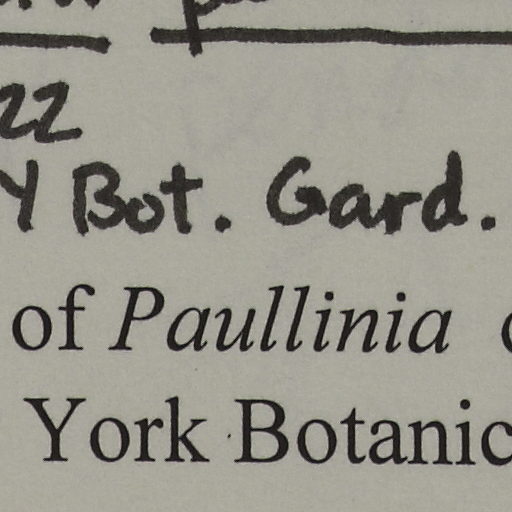 22
Y Bot. Gard.
of Paullinia
York Botanic